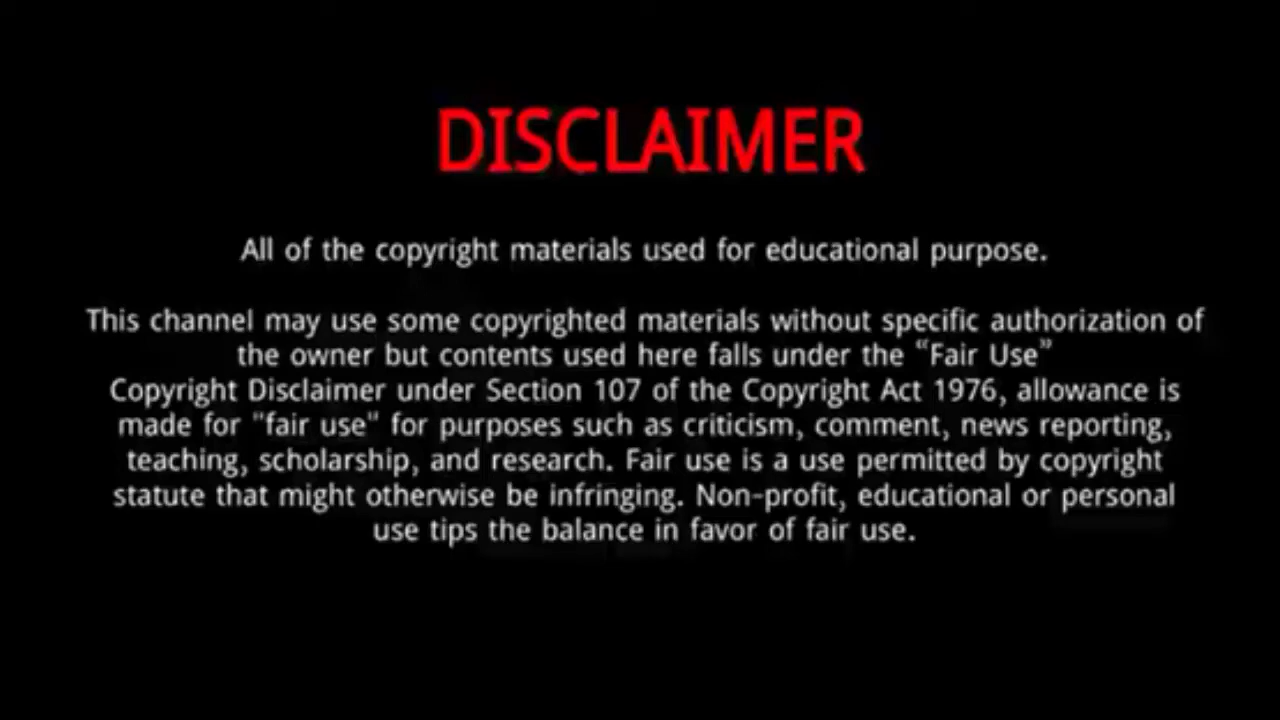 DISCLAIMER
All of the copyright materials used for educational purpose.
This channel may use some copyrighted materials without specific authorization of
the owner but contents used here falls under the “Fair Use”
Copyright Disclaimer under Section 107 of the Copyright Act 1976, allowance is
made for "fair use" for purposes such as criticism, comment, news reporting,
teaching, scholarship, and research. Fair use is a use permitted by copyright
statute that might otherwise be infringing. Non-profit, educational or personal
use tips the balance in favor of fair use.